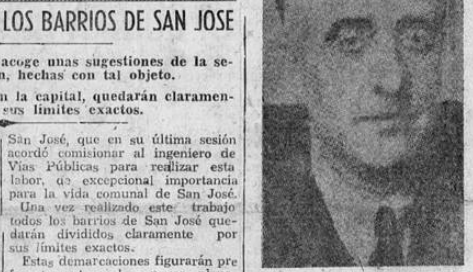 LOS BARRIOS DE SAN JOSE
acoge unas sugestiones de la se-
n, hechas con tal objeto.
n la capital, quedarán claramen-
sus límites exactos.
San José, que en su última sesión
acordó comisionar al ingeniero de
Vías Públicas para realizar esta
labor, de excepcional importancia
para la vida comunal de San José.
Una vez realizado este trabajo
todos los barrios de San José que-
darán divididos claramente por
sus límites exactos.
Estas demarcaciones figurarán pre